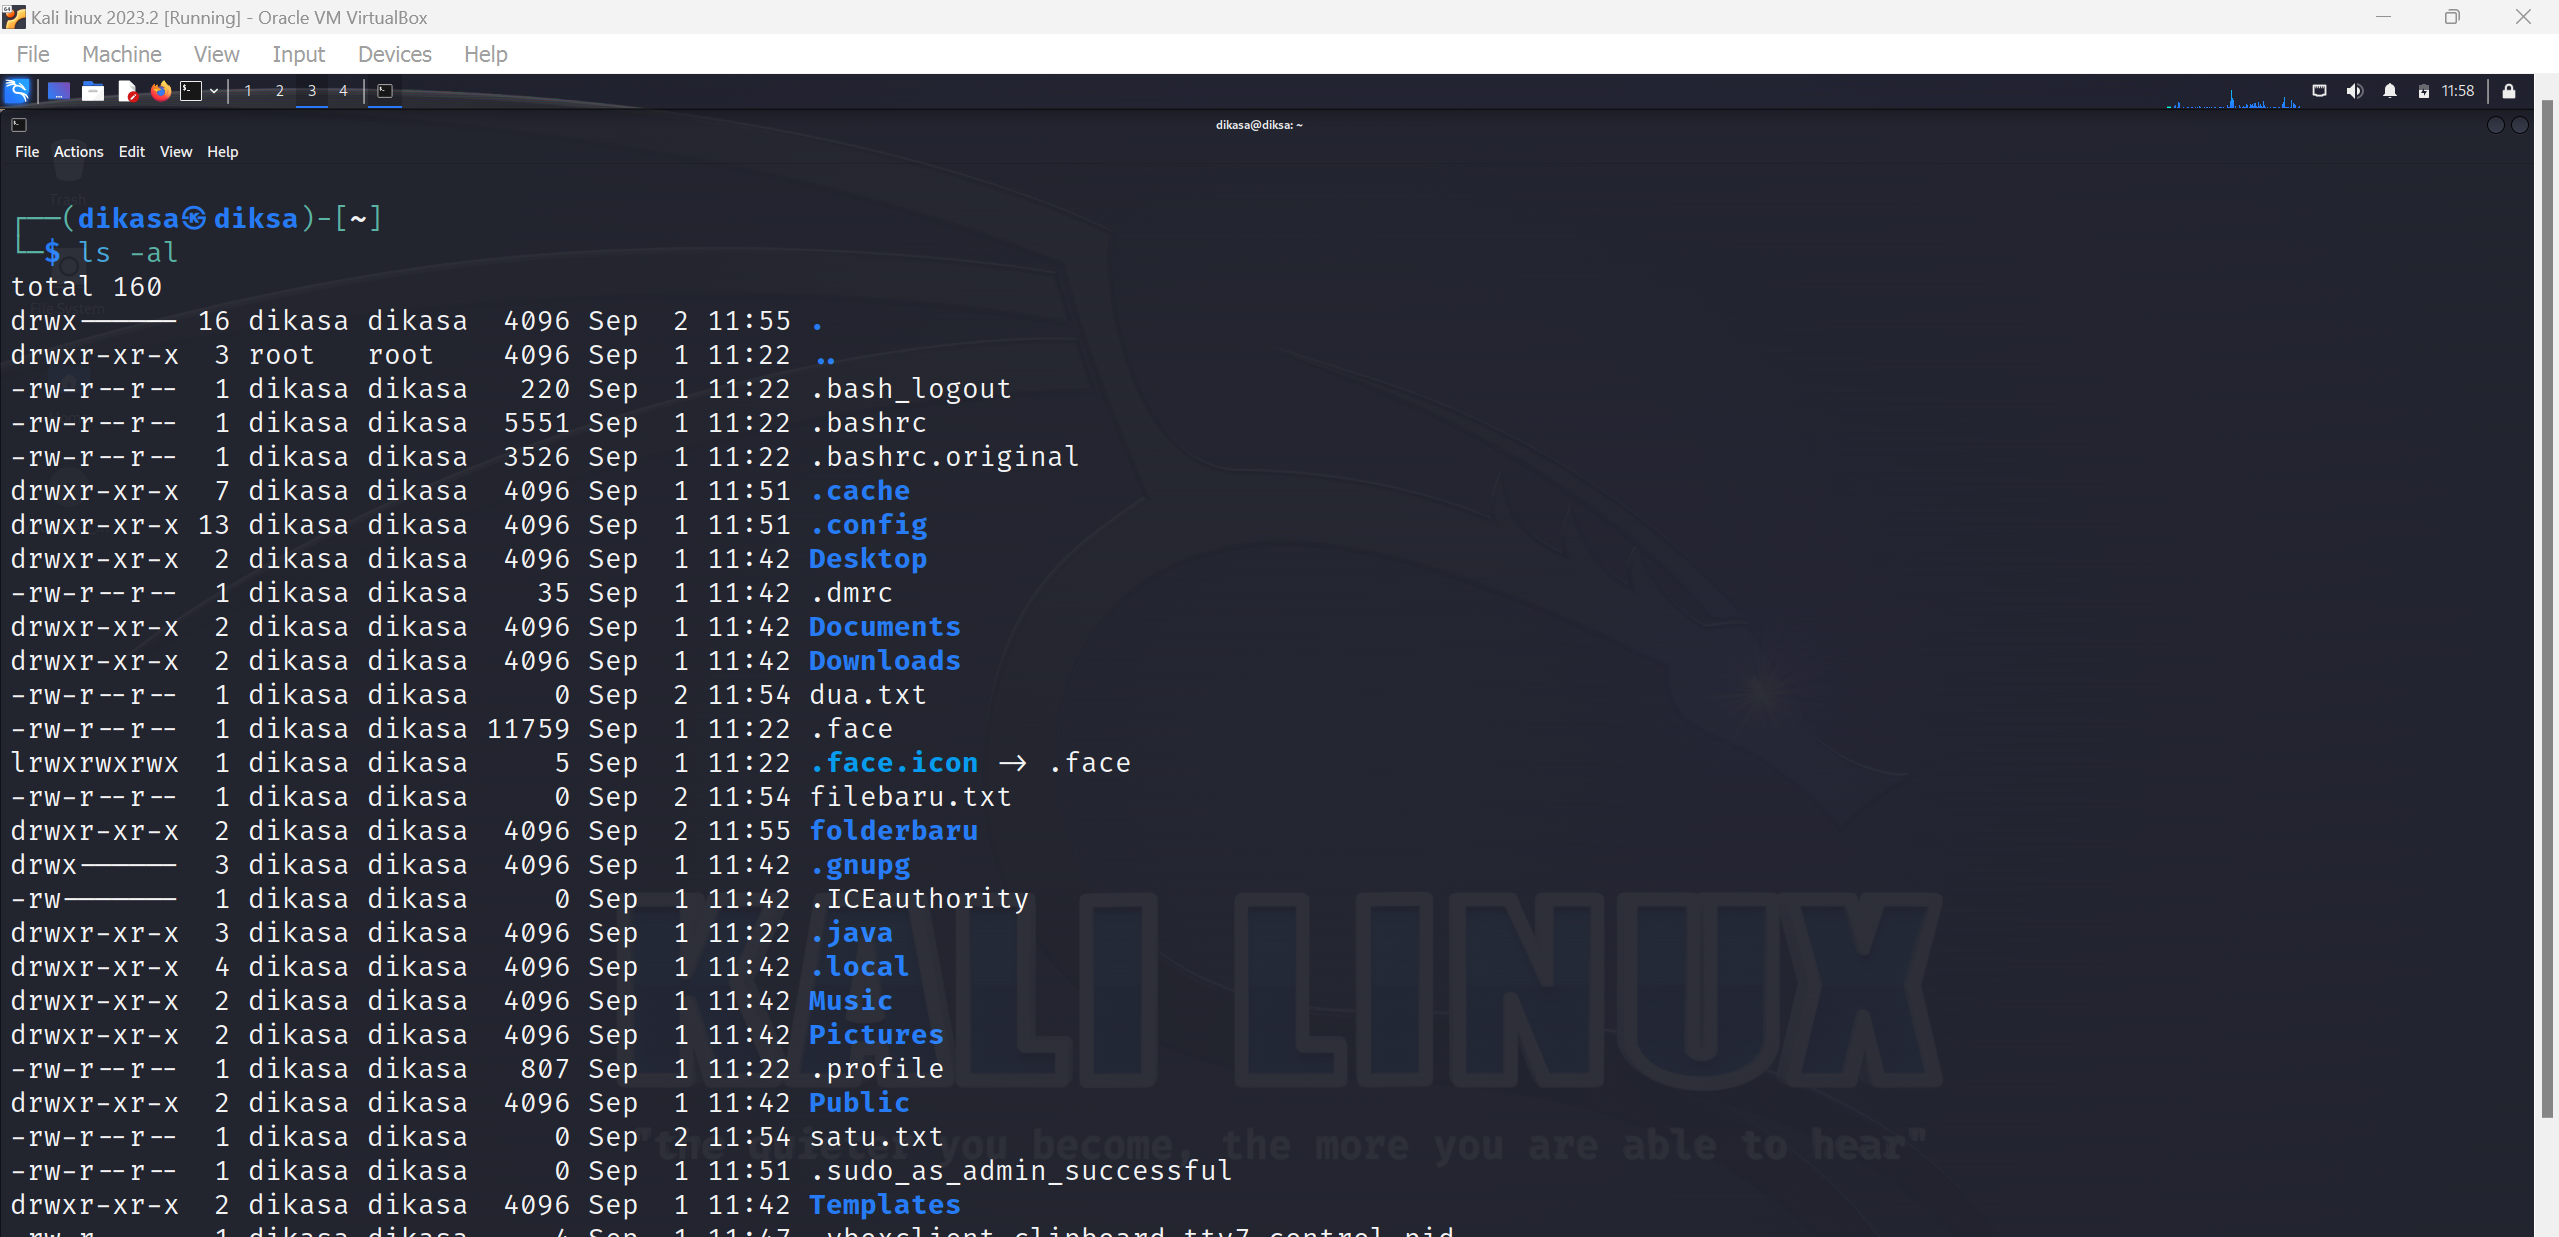 Kali linux 2023.2 [Running] - Oracle VM VirtualBox
File Machine View Input Devices Help
1 2 3 4 11:58
dikasa@diksa: ~
File Actions Edit View Help
Trash
(dikasa㉿diksa)-[~]
$ ls -al
total 160
drwx------ 16 dikasa dikasa 4096 Sep 2 11:55 .
drwxr-xr-x 3 root root 4096 Sep 1 11:22 ..
-rw-r--r-- 1 dikasa dikasa 220 Sep 1 11:22 .bash_logout
-rw-r--r-- 1 dikasa dikasa 5551 Sep 1 11:22 .bashrc
-rw-r--r-- 1 dikasa dikasa 3526 Sep 1 11:22 .bashrc.original
drwxr-xr-x 7 dikasa dikasa 4096 Sep 1 11:51 .cache
drwxr-xr-x 13 dikasa dikasa 4096 Sep 1 11:51 .config
drwxr-xr-x 2 dikasa dikasa 4096 Sep 1 11:42 Desktop
-rw-r--r-- 1 dikasa dikasa 35 Sep 1 11:42 .dmrc
drwxr-xr-x 2 dikasa dikasa 4096 Sep 1 11:42 Documents
drwxr-xr-x 2 dikasa dikasa 4096 Sep 1 11:42 Downloads
-rw-r--r-- 1 dikasa dikasa 0 Sep 2 11:54 dua.txt
-rw-r--r-- 1 dikasa dikasa 11759 Sep 1 11:22 .face
lrwxrwxrwx 1 dikasa dikasa 5 Sep 1 11:22 .face.icon -> .face
-rw-r--r-- 1 dikasa dikasa 0 Sep 2 11:54 filebaru.txt
drwxr-xr-x 2 dikasa dikasa 4096 Sep 2 11:55 folderbaru
drwx------ 3 dikasa dikasa 4096 Sep 1 11:42 .gnupg
-rw------- 1 dikasa dikasa 0 Sep 1 11:42 .ICEauthority
drwxr-xr-x 3 dikasa dikasa 4096 Sep 1 11:22 .java
drwxr-xr-x 4 dikasa dikasa 4096 Sep 1 11:42 .local
drwxr-xr-x 2 dikasa dikasa 4096 Sep 1 11:42 Music
drwxr-xr-x 2 dikasa dikasa 4096 Sep 1 11:42 Pictures
-rw-r--r-- 1 dikasa dikasa 807 Sep 1 11:22 .profile
drwxr-xr-x 2 dikasa dikasa 4096 Sep 1 11:42 Public
-rw-r--r-- 1 dikasa dikasa 0 Sep 2 11:54 satu.txt
-rw-r--r-- 1 dikasa dikasa 0 Sep 1 11:51 .sudo_as_admin_successful
drwxr-xr-x 2 dikasa dikasa 4096 Sep 1 11:42 Templates
KALI LINUX
"the quieter you become, the more you are able to hear"